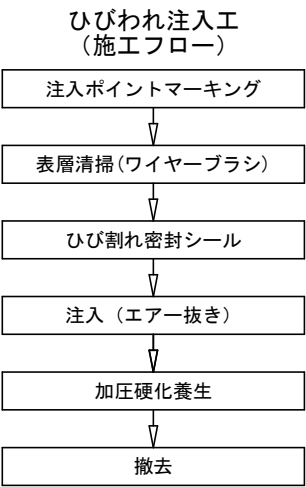 ひびわれ注入工
（施工フロー）
注入ポイントマーキング
表層清掃（ワイヤーブラシ）
ひび割れ密封シール
注入（エアー抜き）
加圧硬化養生
撤去